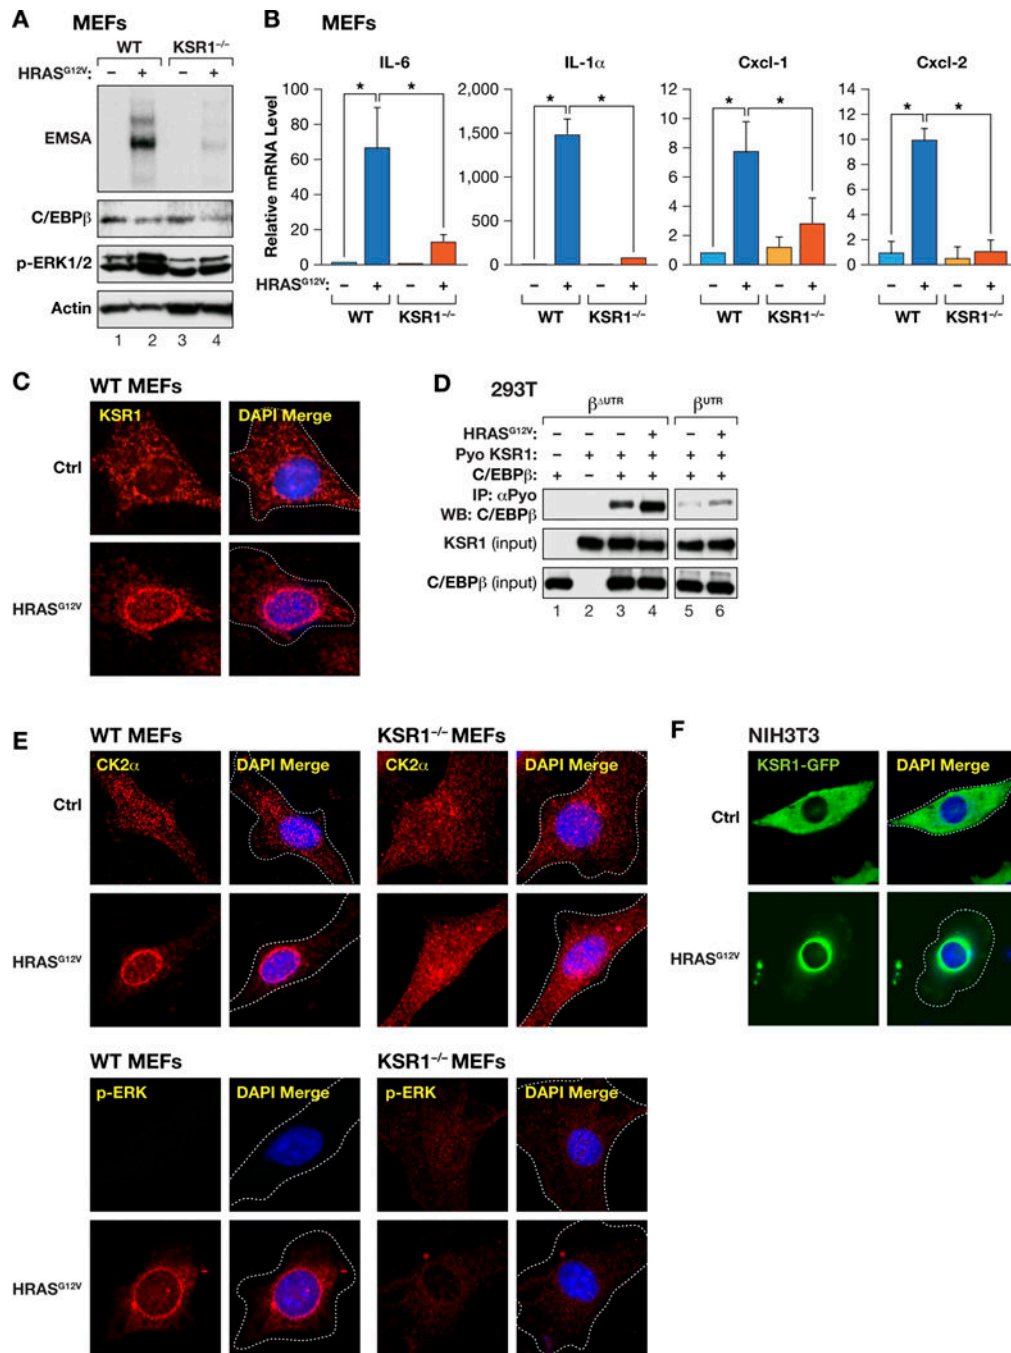 A MEFs
WT KSR1⁻/⁻
HRASᴳ¹²ⱽ: – + – +
EMSA
C/EBPβ
p-ERK1/2
Actin
1 2 3 4
B MEFs
IL-6 IL-1α Cxcl-1 Cxcl-2
Relative mRNA Level
100
80
60
40
20
0
2,000
1,500
1,000
500
0
12
10
8
6
4
2
0
14
12
10
8
6
4
2
0
* * * * * * * *
HRASᴳ¹²ⱽ: – + – + – + – + – + – + – + – +
WT KSR1⁻/⁻ WT KSR1⁻/⁻ WT KSR1⁻/⁻ WT KSR1⁻/⁻
C WT MEFs
KSR1 DAPI Merge
Ctrl
HRASᴳ¹²ⱽ
D 293T
β^ΔUTR β^UTR
HRASᴳ¹²ⱽ: – – – + – +
Pyo KSR1: – + + + + +
C/EBPβ: + – + + + +
IP: αPyo
WB: C/EBPβ
KSR1 (input)
C/EBPβ (input)
1 2 3 4 5 6
E WT MEFs KSR1⁻/⁻ MEFs
CK2α DAPI Merge CK2α DAPI Merge
Ctrl
HRASᴳ¹²ⱽ
WT MEFs KSR1⁻/⁻ MEFs
p-ERK DAPI Merge p-ERK DAPI Merge
HRASᴳ¹²ⱽ
F NIH3T3
KSR1-GFP DAPI Merge
Ctrl
HRASᴳ¹²ⱽ